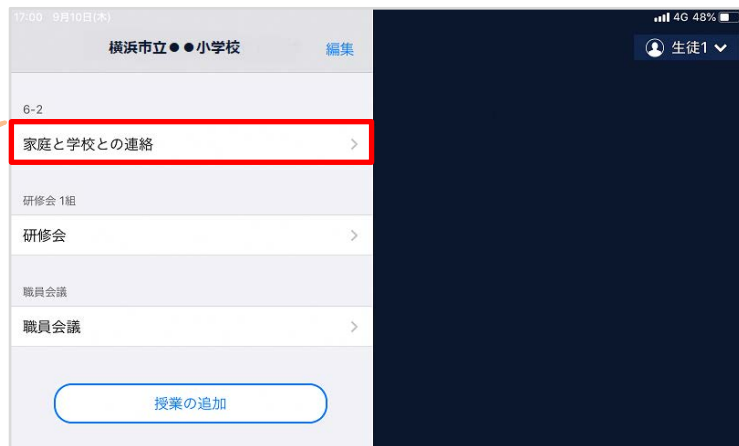 17:00 9月10日(木)
4G 48%
横浜市立●●小学校
編集
生徒1
6-2
家庭と学校との連絡
研修会 1組
研修会
職員会議
職員会議
授業の追加